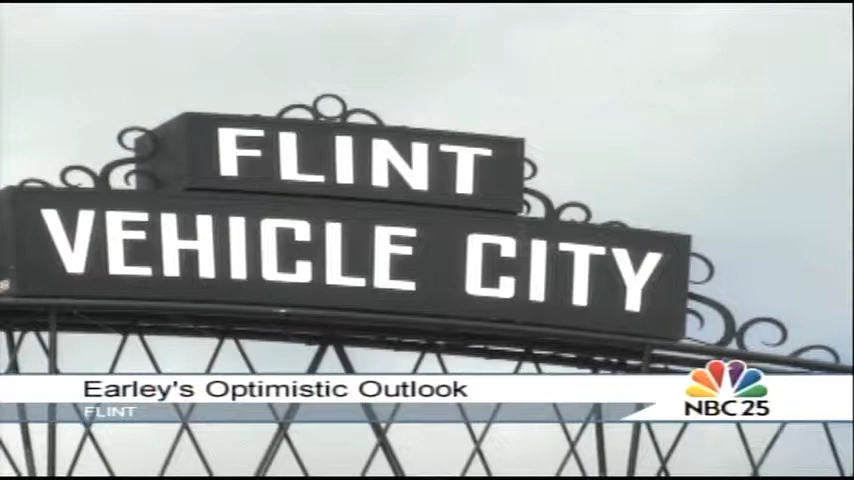 FLINT
VEHICLE CITY
Earley's Optimistic Outlook
FLINT
NBC 25